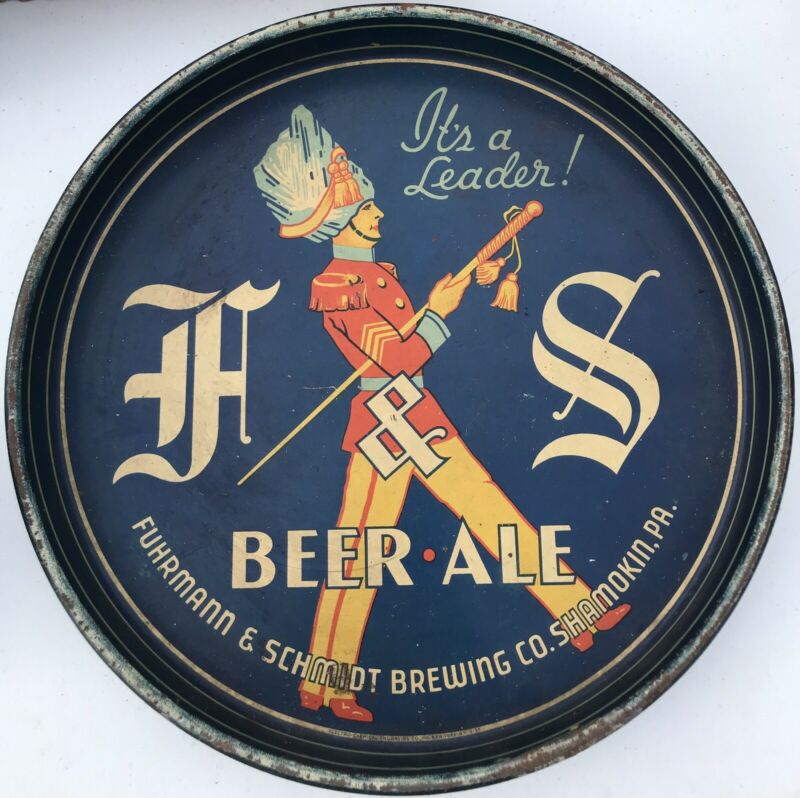 It's a
Leader!
F & S
BEER · ALE
FUHRMANN & SCHMIDT BREWING CO. SHAMOKIN, PA.